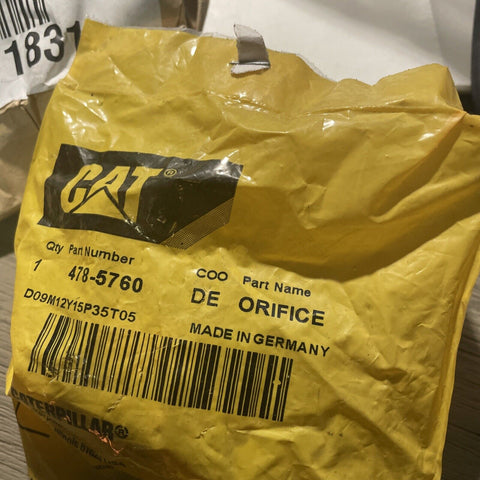 1831
CAT®
Qty Part Number
1 478-5760
COO Part Name
DE ORIFICE
D09M12Y15P35T05
MADE IN GERMANY
CATERPILLAR®